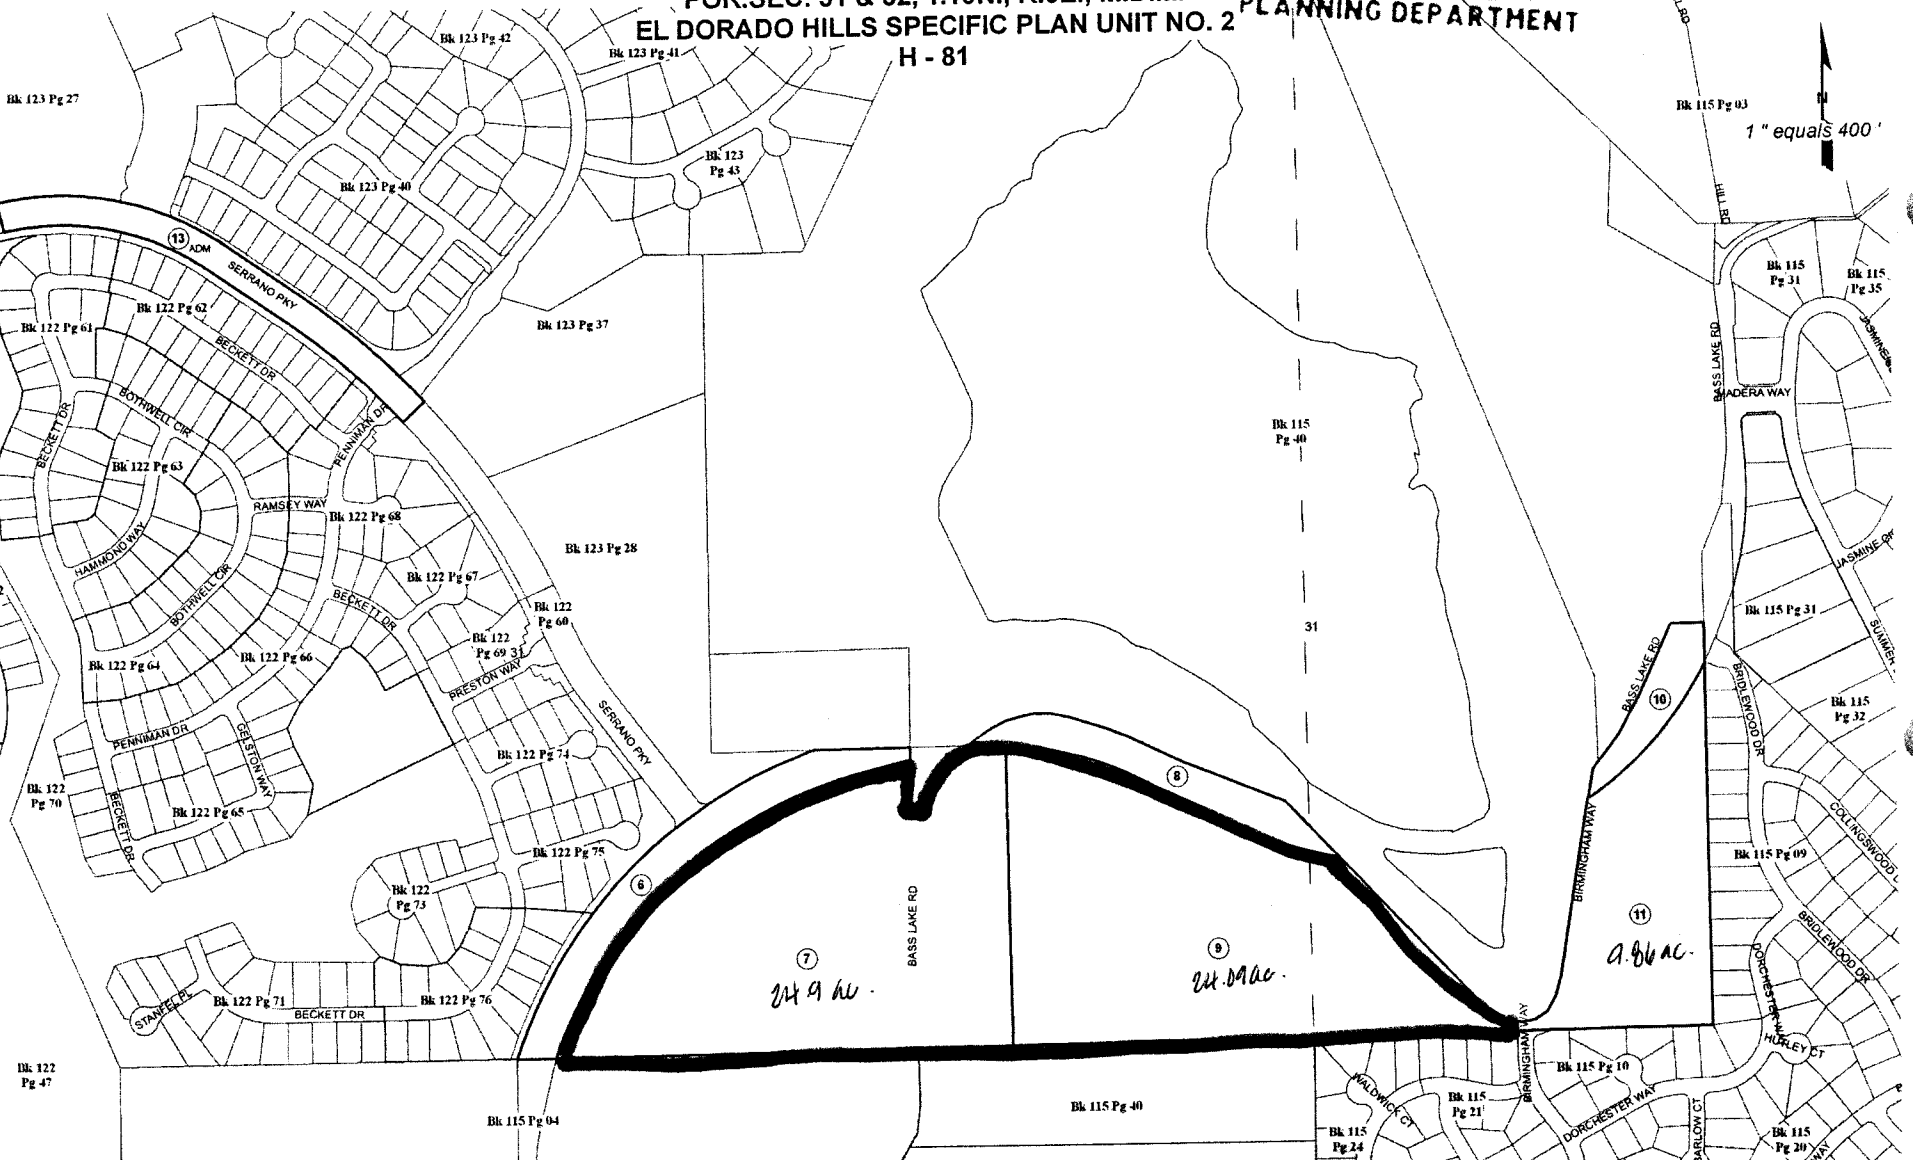 PLANNING DEPARTMENT
EL DORADO HILLS SPECIFIC PLAN UNIT NO. 2
H - 81
Bk 123 Pg 42
Bk 123 Pg 41
Bk 123 Pg 27
Bk 115 Pg 03
1 " equals 400 '
Bk 123
Pg 43
Bk 123 Pg 40
HILL RD
13
ADM
SERRANO PKY
Bk 115
Pg 31
Bk 115
Pg 35
Bk 122 Pg 62
Bk 122 Pg 61
Bk 123 Pg 37
BECKETT DR
BASS LAKE RD
MADERA WAY
BOTHWELL CIR
PENNIMAN DR
BECKETT DR
Bk 115
Pg 40
Bk 122 Pg 63
RAMSEY WAY
Bk 122 Pg 68
HAMMOND WAY
Bk 123 Pg 28
JASMINE
Bk 122 Pg 67
BOTHWELL CIR
BECKETT DR
Bk 122
Pg 60
Bk 115 Pg 31
31
Bk 122
Pg 69 31
Bk 122 Pg 64
Bk 122 Pg 66
PRESTON WAY
BASS LAKE RD
10
BRIDLEWOOD DR
Bk 115
Pg 32
SERRANO PKY
PENNIMAN DR
GELSTON WAY
Bk 122 Pg 74
8
Bk 122
Pg 70
BECKETT DR
Bk 122 Pg 65
BIRMINGHAM WAY
COLLINGSWOOD
Bk 122 Pg 75
Bk 115 Pg 09
6
Bk 122
Pg 73
BASS LAKE RD
11
9.86 ac.
BRIDLEWOOD DR
7
24.9 ac.
9
24.09 ac.
DORCHESTER WAY
STANFEL PL
Bk 122 Pg 71
BECKETT DR
Bk 122 Pg 76
BIRMINGHAM WAY
HURLEY CT
Bk 122
Pg 47
Bk 115 Pg 10
WALDWICK CT
Bk 115
Pg 21
DORCHESTER WAY
Bk 115 Pg 04
Bk 115 Pg 40
Bk 115
Pg 24
BARLOW CT
Bk 115
Pg 20
WAY